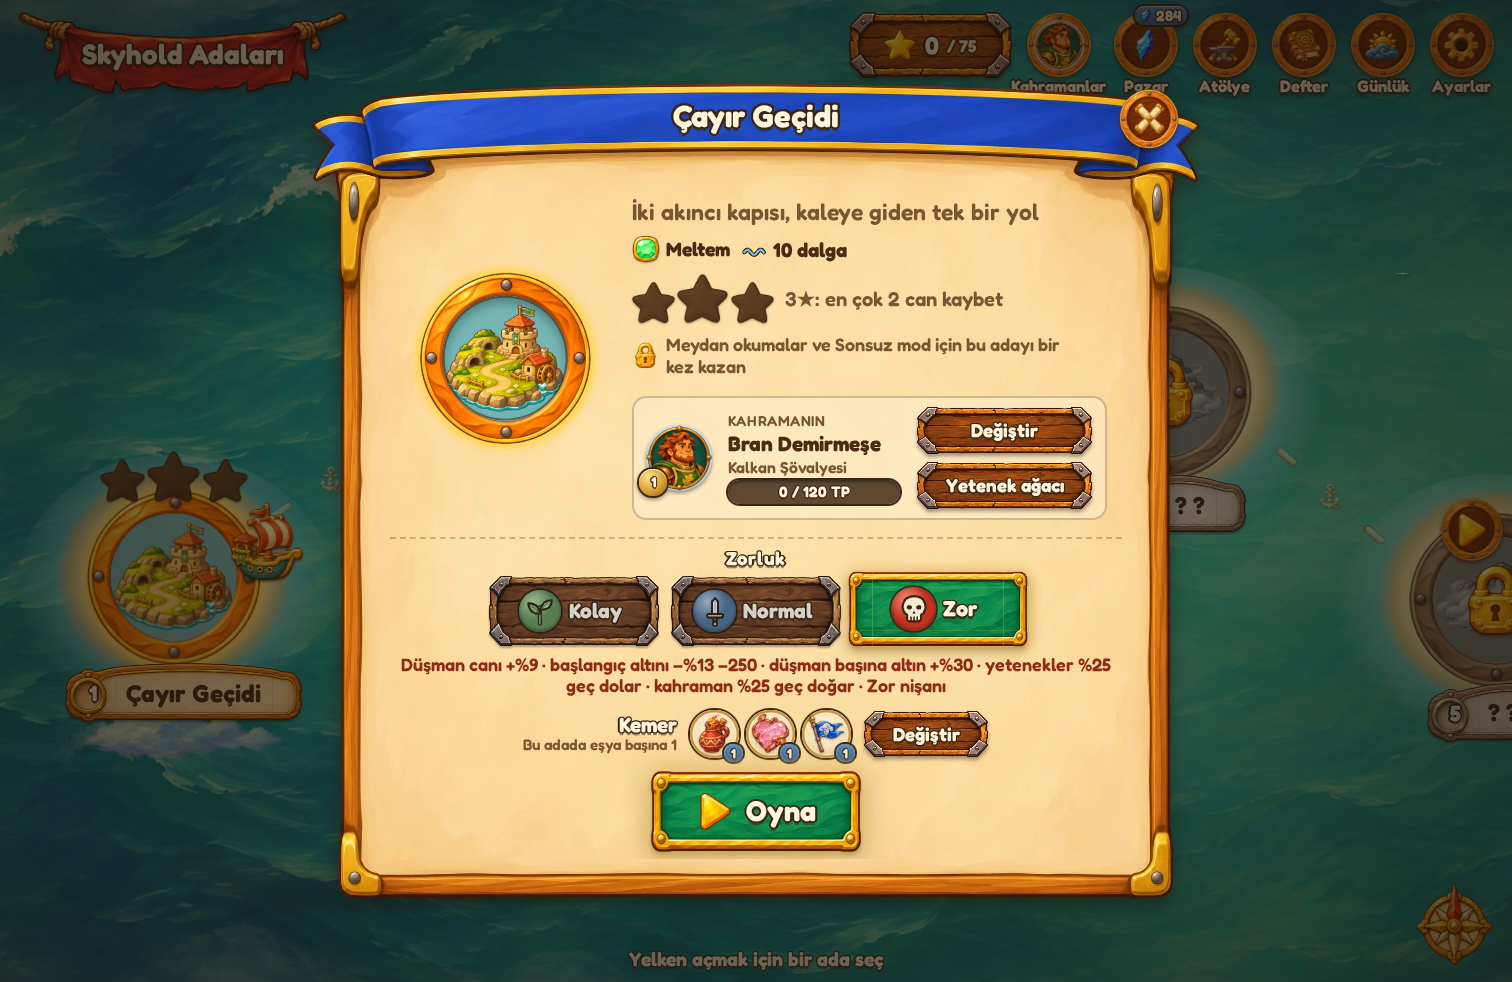 Skyhold Adaları
0 / 75
284
Kahramanlar
Pazar
Atölye
Defter
Günlük
Ayarlar
Çayır Geçidi
İki akıncı kapısı, kaleye giden tek bir yol
Meltem 10 dalga
3★: en çok 2 can kaybet
Meydan okumalar ve Sonsuz mod için bu adayı bir
kez kazan
KAHRAMANIN
Bran Demirmeşe
Kalkan Şövalyesi
1
0 / 120 TP
Değiştir
Yetenek ağacı
Zorluk
Kolay
Normal
Zor
Düşman canı +%9 · başlangıç altını −%13 −250 · düşman başına altın +%30 · yetenekler %25
geç dolar · kahraman %25 geç doğar · Zor nişanı
Kemer
Bu adada eşya başına 1
1
1
1
Değiştir
Oyna
1 Çayır Geçidi
??
5 ??
Yelken açmak için bir ada seç